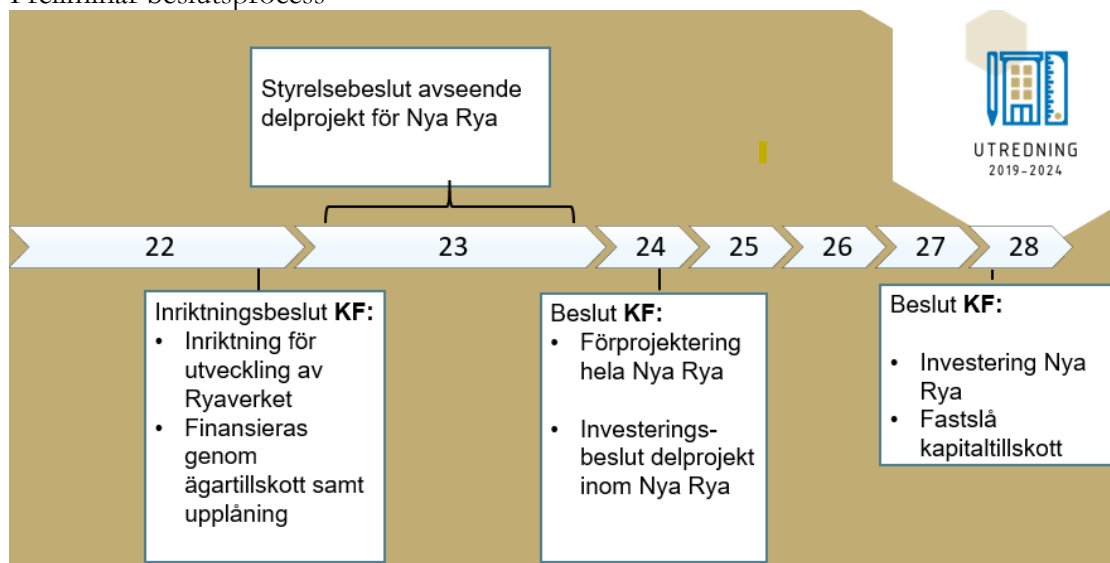 Preliminär beslutsprocess
Styrelsebeslut avseende
delprojekt för Nya Rya
UTREDNING
2019-2024
22
23
24
25
26
27
28
Inriktningsbeslut KF:
• Inriktning för
utveckling av
Ryaverket
• Finansieras
genom
ägartillskott samt
upplåning
Beslut KF:
• Förprojektering
hela Nya Rya
• Investerings-
beslut delprojekt
inom Nya Rya
Beslut KF:
• Investering Nya
Rya
• Fastslå
kapitaltillskott